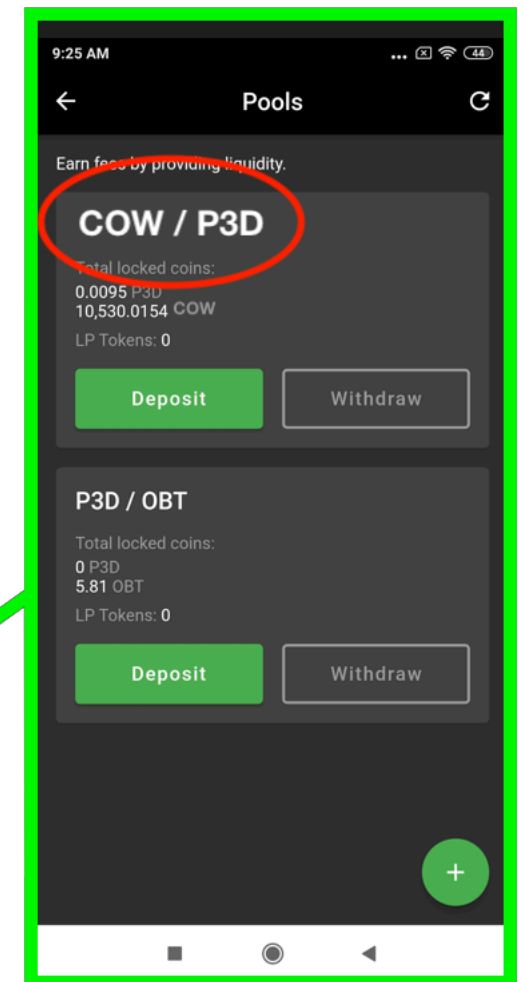 9:25 AM ... 44
Pools
Earn fees by providing liquidity.
COW / P3D
Total locked coins:
0.0095 P3D
10,530.0154 COW
LP Tokens: 0
Deposit Withdraw
P3D / OBT
Total locked coins:
0 P3D
5.81 OBT
LP Tokens: 0
Deposit Withdraw
+